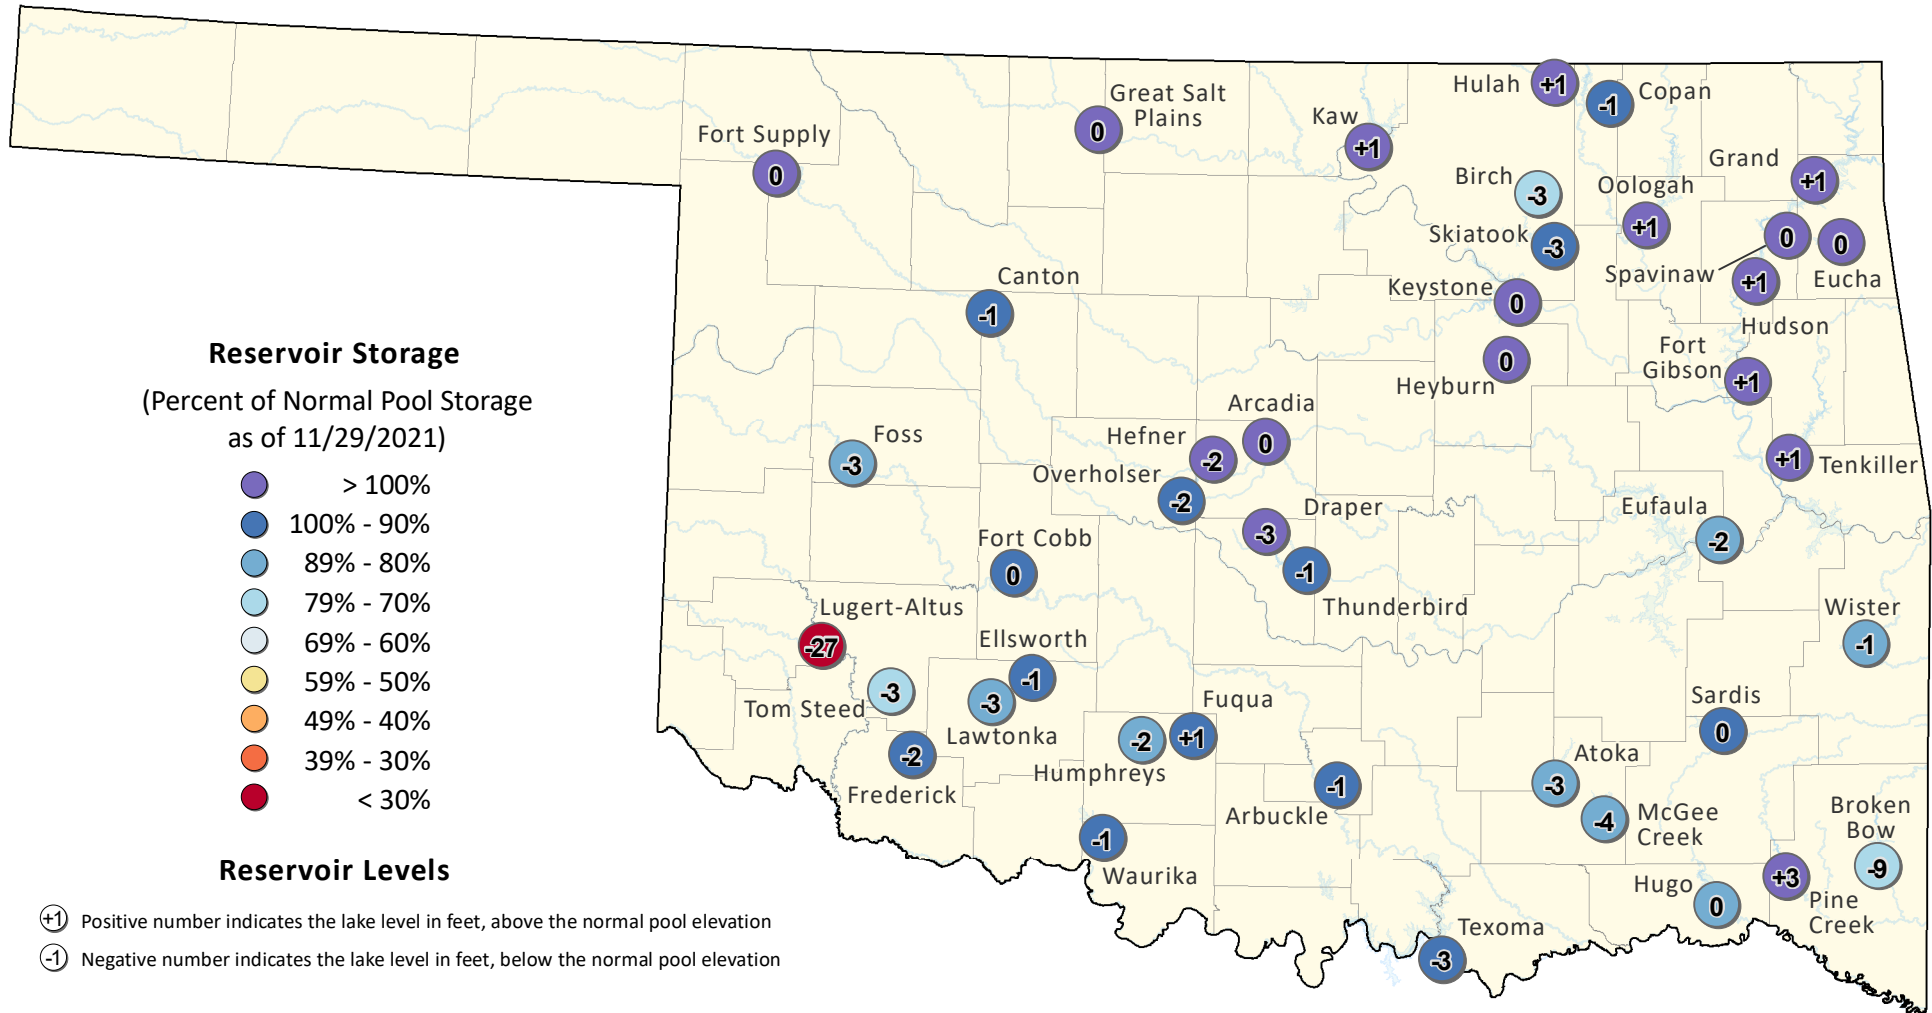 Hulah
+1
-1
Copan
Great Salt
Plains
0
Kaw
+1
Fort Supply
0
Grand
+1
Birch
-3
Oologah
+1
Skiatook
-3
0
0
Spavinaw
+1
Eucha
Hudson
Canton
-1
Keystone
0
Heyburn
0
Fort
Gibson
+1
Reservoir Storage
(Percent of Normal Pool Storage
as of 11/29/2021)
> 100%
100% - 90%
89% - 80%
79% - 70%
69% - 60%
59% - 50%
49% - 40%
39% - 30%
< 30%
Arcadia
0
Hefner
-2
Overholser
-2
Foss
-3
+1
Tenkiller
Draper
-3
-1
Thunderbird
Eufaula
-2
Fort Cobb
0
Lugert-Altus
-27
Ellsworth
-1
-3
Lawtonka
-3
Tom Steed
Wister
-1
Sardis
0
Fuqua
+1
-2
Humphreys
-2
Frederick
-1
Arbuckle
Atoka
-3
-4
McGee
Creek
-1
Waurika
Broken
Bow
-9
+3
Pine
Creek
Hugo
0
Texoma
-3
Reservoir Levels
+1 Positive number indicates the lake level in feet, above the normal pool elevation
-1 Negative number indicates the lake level in feet, below the normal pool elevation